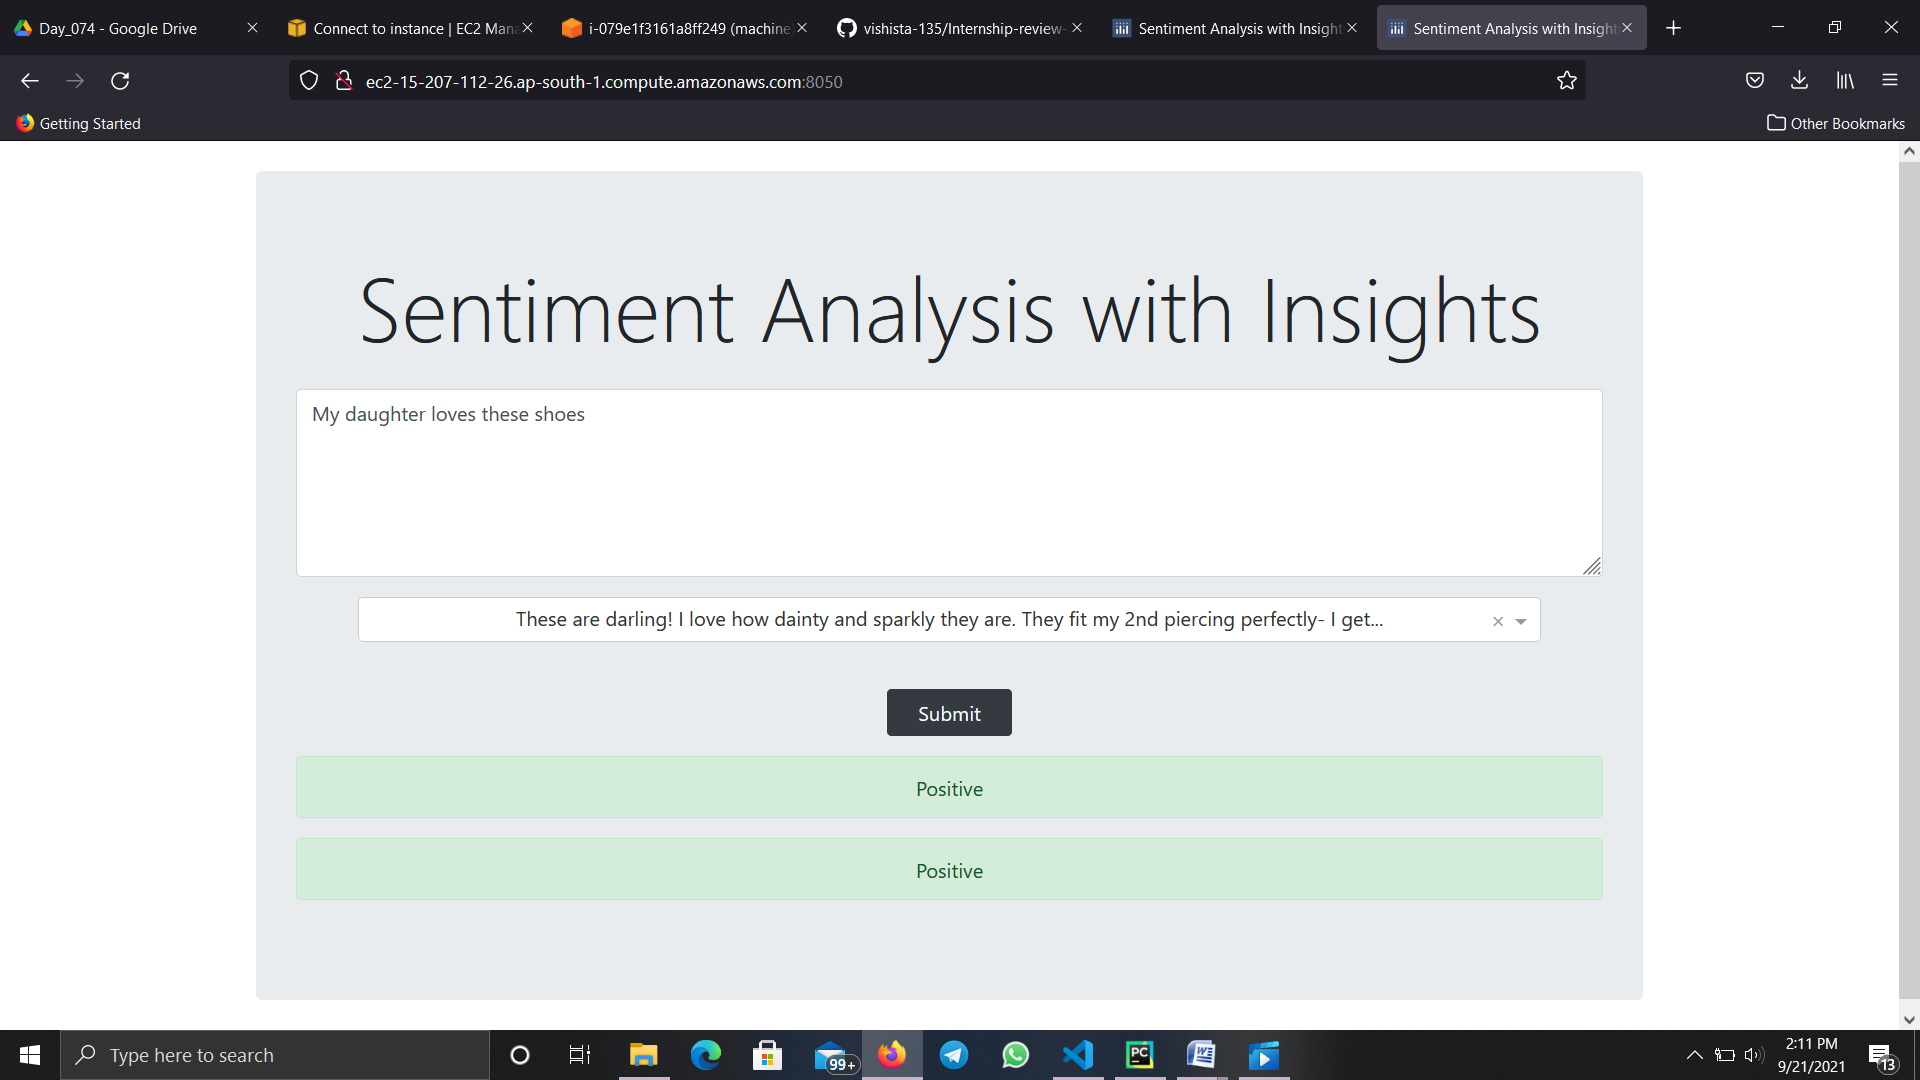 Day_074 - Google Drive
Connect to instance | EC2 Mana
i-079e1f3161a8ff249 (machine
vishista-135/Internship-review-
Sentiment Analysis with Insight
Sentiment Analysis with Insight
ec2-15-207-112-26.ap-south-1.compute.amazonaws.com:8050
Getting Started
Other Bookmarks
Sentiment Analysis with Insights
My daughter loves these shoes
These are darling! I love how dainty and sparkly they are. They fit my 2nd piercing perfectly- I get...
Submit
Positive
Positive
Type here to search
99+
PC
W
2:11 PM
9/21/2021
13